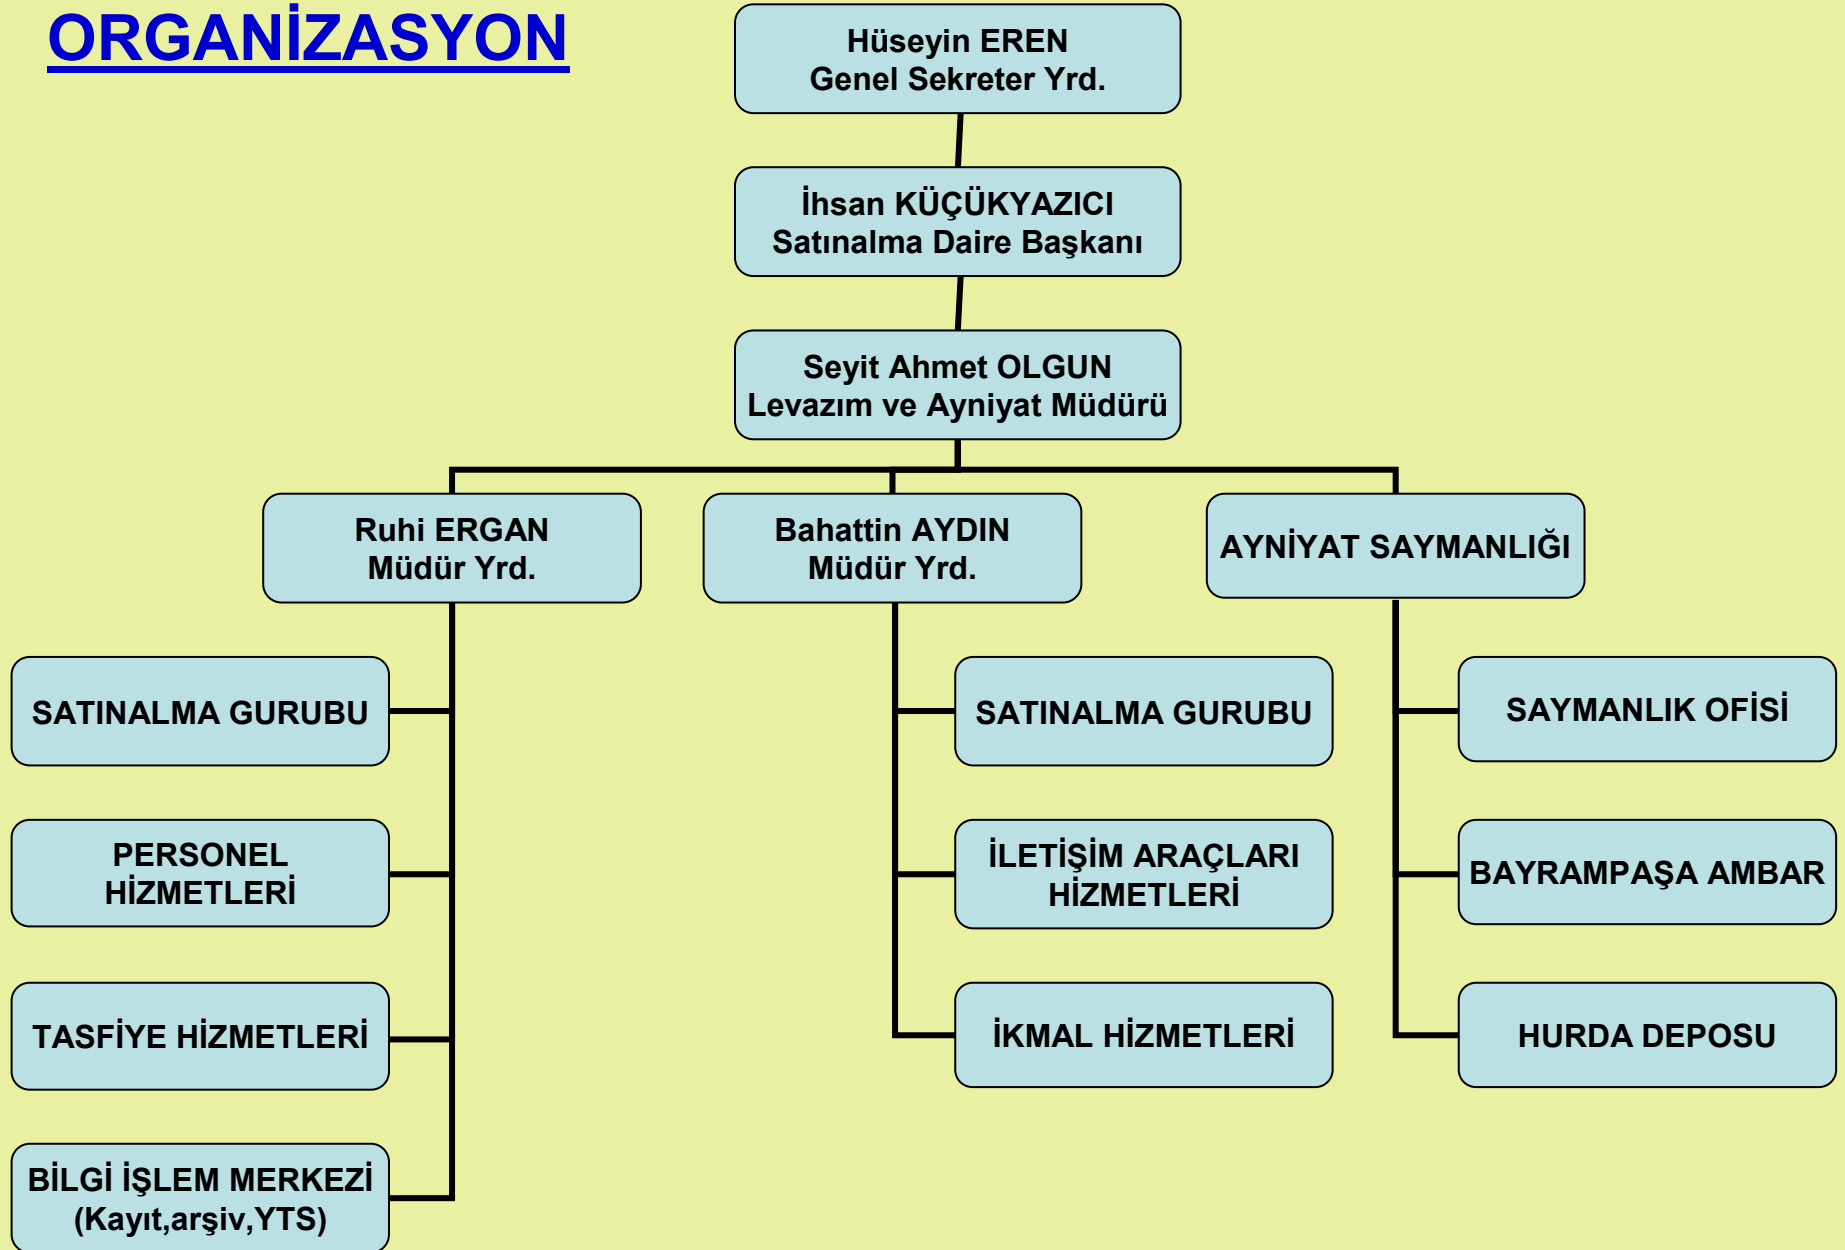 ORGANİZASYON
Hüseyin EREN
Genel Sekreter Yrd.
İhsan KÜÇÜKYAZICI
Satınalma Daire Başkanı
Seyit Ahmet OLGUN
Levazım ve Ayniyat Müdürü
Ruhi ERGAN
Müdür Yrd.
Bahattin AYDIN
Müdür Yrd.
AYNİYAT SAYMANLIĞI
SATINALMA GURUBU
SATINALMA GURUBU
SAYMANLIK OFİSİ
PERSONEL
HİZMETLERİ
İLETİŞİM ARAÇLARI
HİZMETLERİ
BAYRAMPAŞA AMBAR
TASFİYE HİZMETLERİ
İKMAL HİZMETLERİ
HURDA DEPOSU
BİLGİ İŞLEM MERKEZİ
(Kayıt,arşiv,YTS)